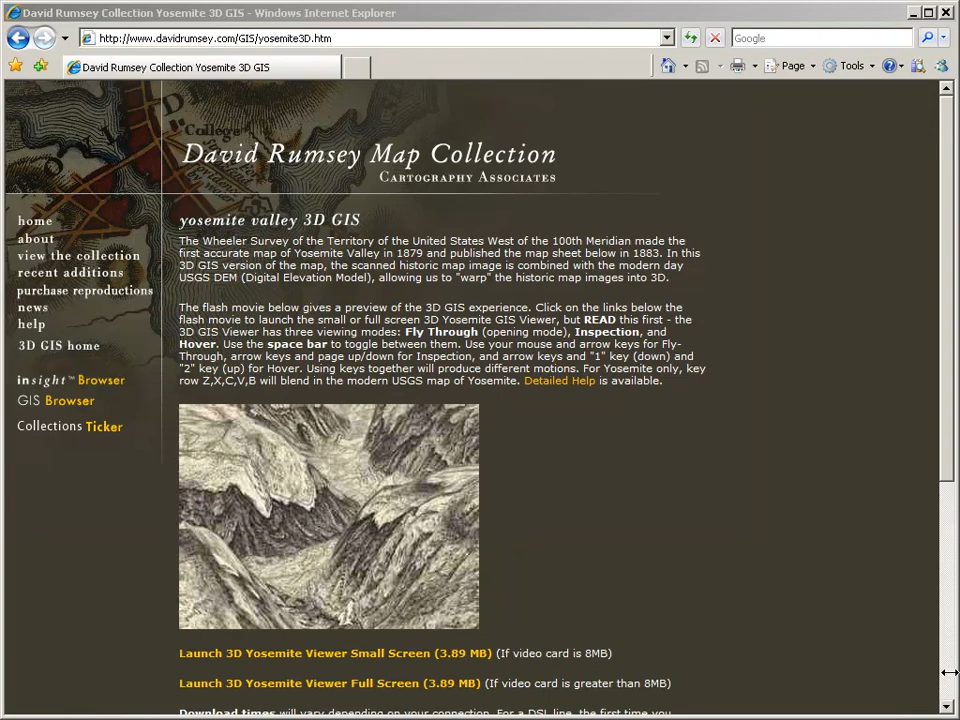 David Rumsey Collection Yosemite 3D GIS - Windows Internet Explorer
http://www.davidrumsey.com/GIS/yosemite3D.htm
Google
David Rumsey Collection Yosemite 3D GIS
Page
Tools
College
David Rumsey Map Collection
Cartography Associates
home
about
view the collection
recent additions
purchase reproductions
news
help
3D GIS home
insight™ Browser
GIS Browser
Collections Ticker
yosemite valley 3D GIS
The Wheeler Survey of the Territory of the United States West of the 100th Meridian made the
first accurate map of Yosemite Valley in 1879 and published the map sheet below in 1883. In this
3D GIS version of the map, the scanned historic map image is combined with the modern day
USGS DEM (Digital Elevation Model), allowing us to "warp" the historic map images into 3D.
The flash movie below gives a preview of the 3D GIS experience. Click on the links below the
flash movie to launch the small or full screen 3D Yosemite GIS Viewer, but READ this first - the
3D GIS Viewer has three viewing modes: Fly Through (opening mode), Inspection, and
Hover. Use the space bar to toggle between them. Use your mouse and arrow keys for Fly-
Through, arrow keys and page up/down for Inspection, and arrow keys and "1" key (down) and
"2" key (up) for Hover. Using keys together will produce different motions. For Yosemite only, key
row Z,X,C,V,B will blend in the modern USGS map of Yosemite. Detailed Help is available.
Launch 3D Yosemite Viewer Small Screen (3.89 MB) (If video card is 8MB)
Launch 3D Yosemite Viewer Full Screen (3.89 MB) (If video card is greater than 8MB)
Download times will vary depending on your connection. For a DSL line, the first time you